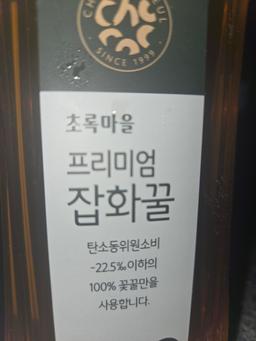 SINCE 1999
초록마을
프리미엄
잡화꿀
탄소동위원소비
-22.5‰이하의
100% 꽃꿀만을
사용합니다.